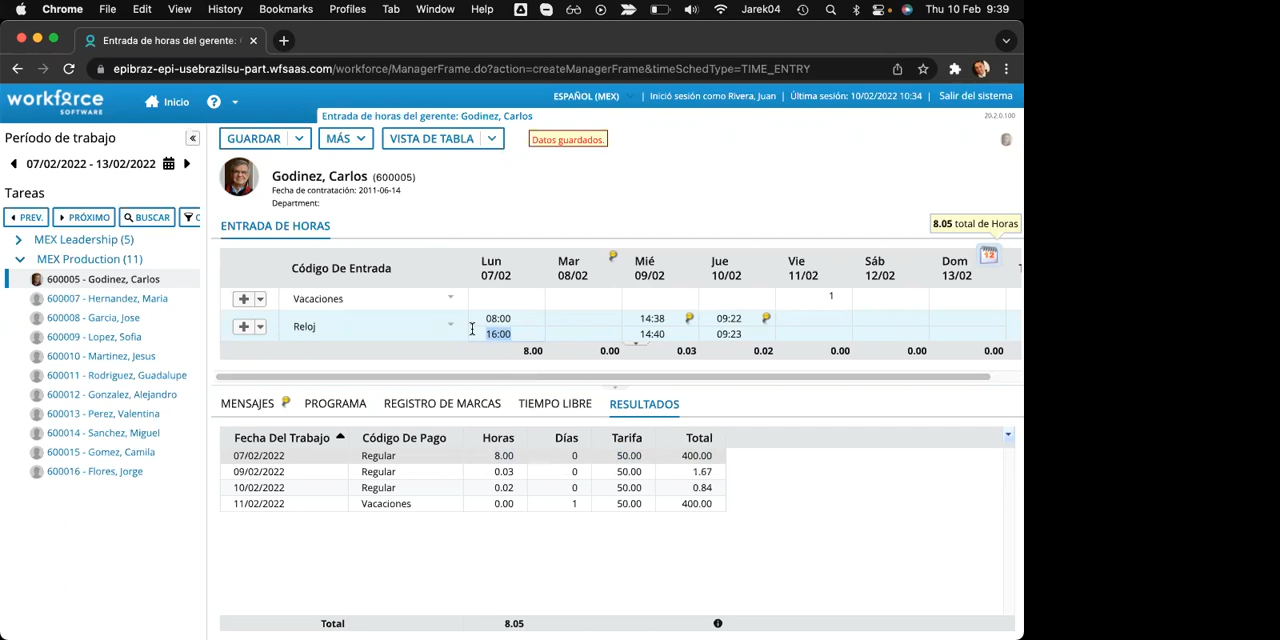 Chrome File Edit View History Bookmarks Profiles Tab Window Help Jarek04 Thu 10 Feb 9:39
Entrada de horas del gerente:
epibraz-epi-usebrazilsu-part.wfsaas.com/workforce/ManagerFrame.do?action=createManagerFrame&timeSchedType=TIME_ENTRY
workforce SOFTWARE Inicio ? ESPAÑOL (MEX) | Inició sesión como Rivera, Juan | Última sesión: 10/02/2022 10:34 | Salir del sistema
Entrada de horas del gerente: Godinez, Carlos 20.2.0.100
Período de trabajo «
07/02/2022 - 13/02/2022
Tareas
PREV. PRÓXIMO BUSCAR C
MEX Leadership (5)
MEX Production (11)
600005 - Godinez, Carlos
600007 - Hernandez, Maria
600008 - Garcia, Jose
600009 - Lopez, Sofia
600010 - Martinez, Jesus
600011 - Rodriguez, Guadalupe
600012 - Gonzalez, Alejandro
600013 - Perez, Valentina
600014 - Sanchez, Miguel
600015 - Gomez, Camila
600016 - Flores, Jorge
GUARDAR MÁS VISTA DE TABLA Datos guardados.
Godinez, Carlos (600005)
Fecha de contratación: 2011-06-14
Department:
ENTRADA DE HORAS 8.05 total de Horas
Código De Entrada Lun 07/02 Mar 08/02 Mié 09/02 Jue 10/02 Vie 11/02 Sáb 12/02 Dom 13/02 12 T
Vacaciones 1
Reloj 08:00 14:38 09:22
16:00 14:40 09:23
8.00 0.00 0.03 0.02 0.00 0.00 0.00
MENSAJES PROGRAMA REGISTRO DE MARCAS TIEMPO LIBRE RESULTADOS
Fecha Del Trabajo Código De Pago Horas Días Tarifa Total
07/02/2022 Regular 8.00 0 50.00 400.00
09/02/2022 Regular 0.03 0 50.00 1.67
10/02/2022 Regular 0.02 0 50.00 0.84
11/02/2022 Vacaciones 0.00 1 50.00 400.00
Total 8.05